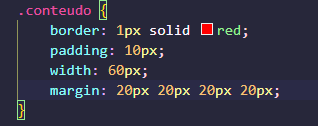 .conteudo {
border: 1px solid red;
padding: 10px;
width: 60px;
margin: 20px 20px 20px 20px;
}